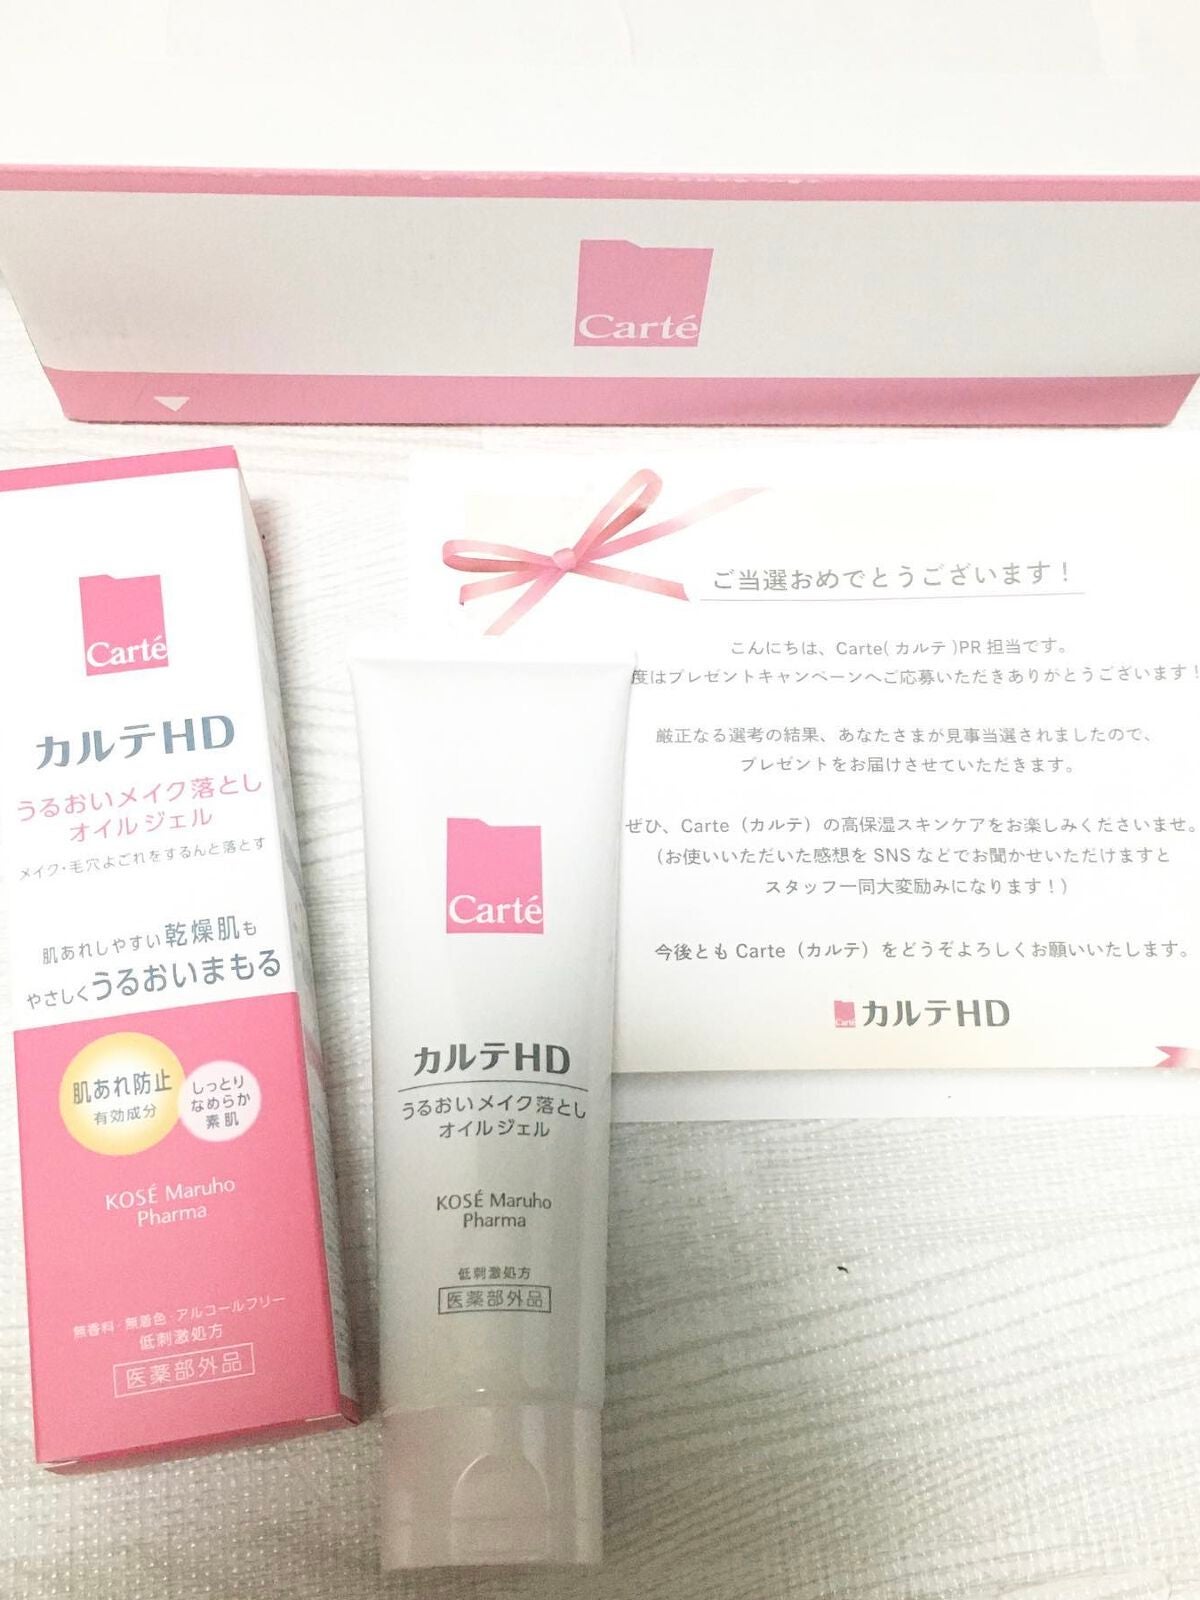 Carté
Carté
カルテHD
うるおいメイク落とし
オイルジェル
メイク・毛穴よごれをするんと落とす
肌あれしやすい乾燥肌も
やさしくうるおいまもる
肌あれ防止
有効成分
しっとり
なめらか
素肌
KOSÉ Maruho
Pharma
無香料・無着色・アルコールフリー
低刺激処方
医薬部外品
Carté
カルテHD
うるおいメイク落とし
オイルジェル
KOSÉ Maruho
Pharma
低刺激処方
医薬部外品
ご当選おめでとうございます！
こんにちは、Carte(カルテ)PR担当です。
度はプレゼントキャンペーンへご応募いただきありがとうございます！
厳正なる選考の結果、あなたさまが見事当選されましたので、
プレゼントをお届けさせていただきます。
ぜひ、Carte（カルテ）の高保湿スキンケアをお楽しみくださいませ。
（お使いいただいた感想をSNSなどでお聞かせいただけますと
スタッフ一同大変励みになります！）
今後ともCarte（カルテ）をどうぞよろしくお願いいたします。
Carté カルテHD